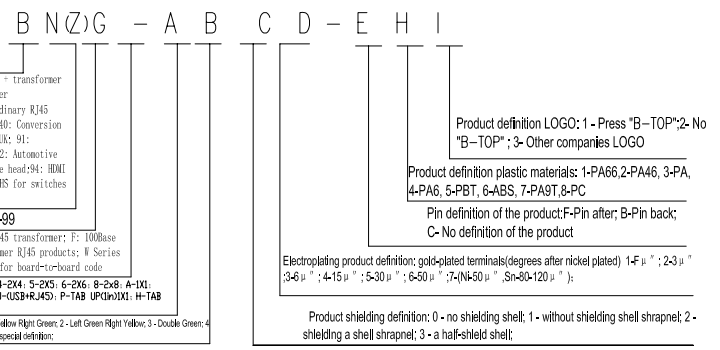 B N(Z)G - A B C D - E H I
+ transformer
er
dinary RJ45
40: Conversion
UK; 91:
2: Automotive
e head;94: HDMI
HS for switches
Product definition LOGO: 1 - Press "B-TOP";2- No
"B-TOP" ; 3- Other companies LOGO
Product definition plastic materials: 1-PA66,2-PA46, 3-PA,
4-PA6, 5-PBT, 6-ABS, 7-PA9T,8-PC
-99
Pin definition of the product:F-Pin after; B-Pin back;
C- No definition of the product
45 transformer; F: 100Base
mer RJ45 products; W Series
for board-to-board code
Electroplating product definition: gold-plated terminals(degrees after nickel plated) 1-F μ ″ ; 2-3 μ ″
;3-6 μ ″ ; 4-15 μ ″ ; 5-30 μ ″ ; 6-50 μ ″ ;7-(Ni-50 μ ″ ,Sn-80-120 μ ″ );
-2X4; 5-2X5; 6-2X6; 8-2x8; A-1X1;
-(USB+RJ45); P-TAB UP(1in)1X1; H-TAB
ellow Right Green; 2 - Left Green Right Yellow; 3 - Double Green; 4
special definition;
Product shielding definition: 0 - no shielding shell; 1 - without shielding shell shrapnel; 2 -
shielding a shell shrapnel; 3 - a half-shield shell;